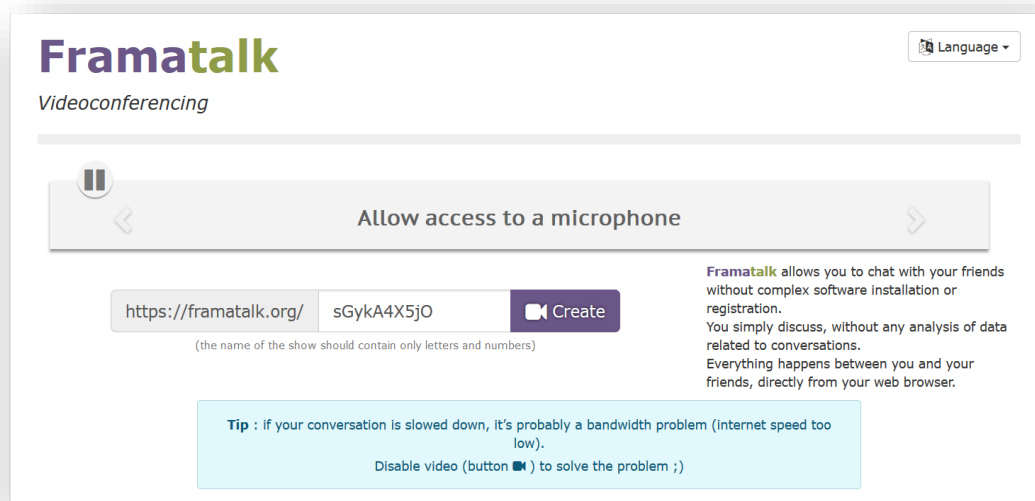 Framatalk
Language
Videoconferencing
Allow access to a microphone
https://framatalk.org/ sGykA4X5jO Create
(the name of the show should contain only letters and numbers)
Framatalk allows you to chat with your friends
without complex software installation or
registration.
You simply discuss, without any analysis of data
related to conversations.
Everything happens between you and your
friends, directly from your web browser.
Tip : if your conversation is slowed down, it’s probably a bandwidth problem (internet speed too
low).
Disable video (button ) to solve the problem ;)